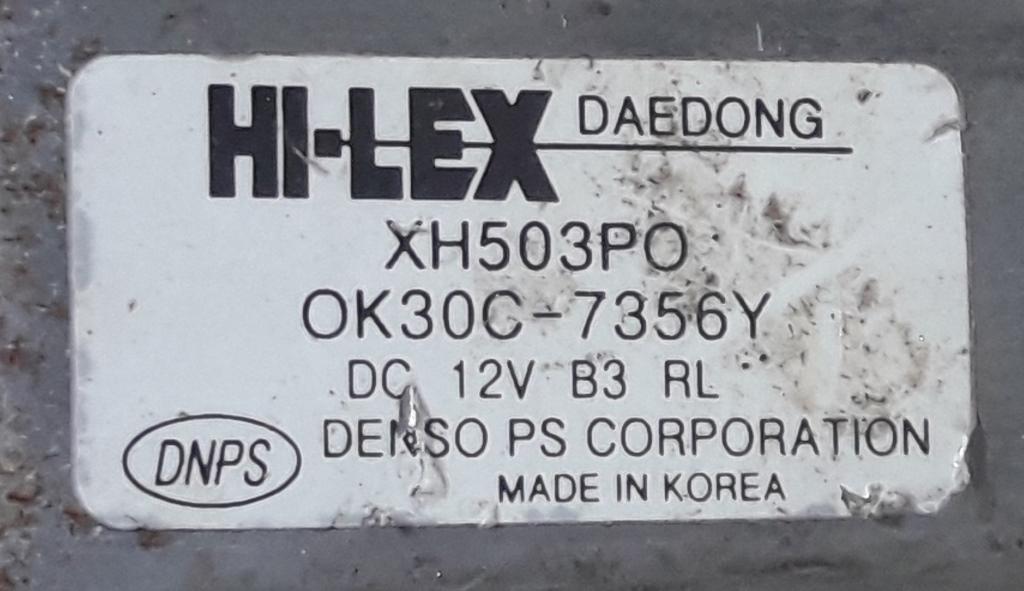 HI-LEX DAEDONG
XH503PO
OK30C-7356Y
DC 12V B3 RL
DNPS DENSO PS CORPORATION
MADE IN KOREA